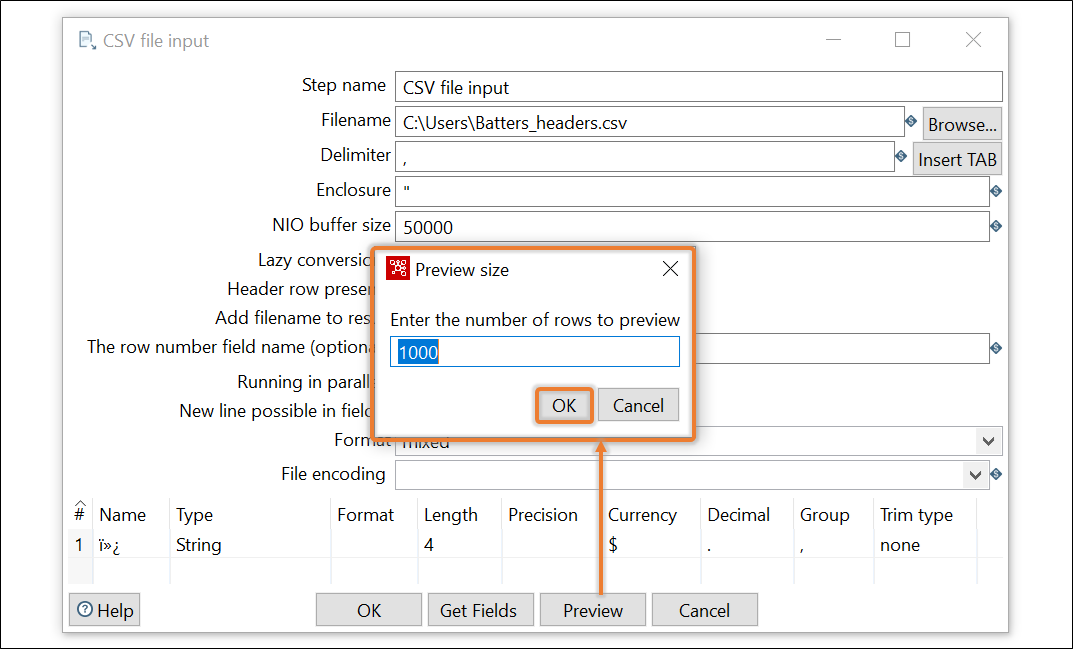 CSV file input
Step name CSV file input
Filename C:\Users\Batters_headers.csv Browse...
Delimiter , Insert TAB
Enclosure "
NIO buffer size 50000
Lazy conversio
Preview size
Header row presen
Add filename to res
Enter the number of rows to preview
The row number field name (optiona
1000
Running in paralle
New line possible in field
OK Cancel
Format mixed
File encoding
# Name Type Format Length Precision Currency Decimal Group Trim type
1 ï»¿ String 4 $ . , none
Help OK Get Fields Preview Cancel